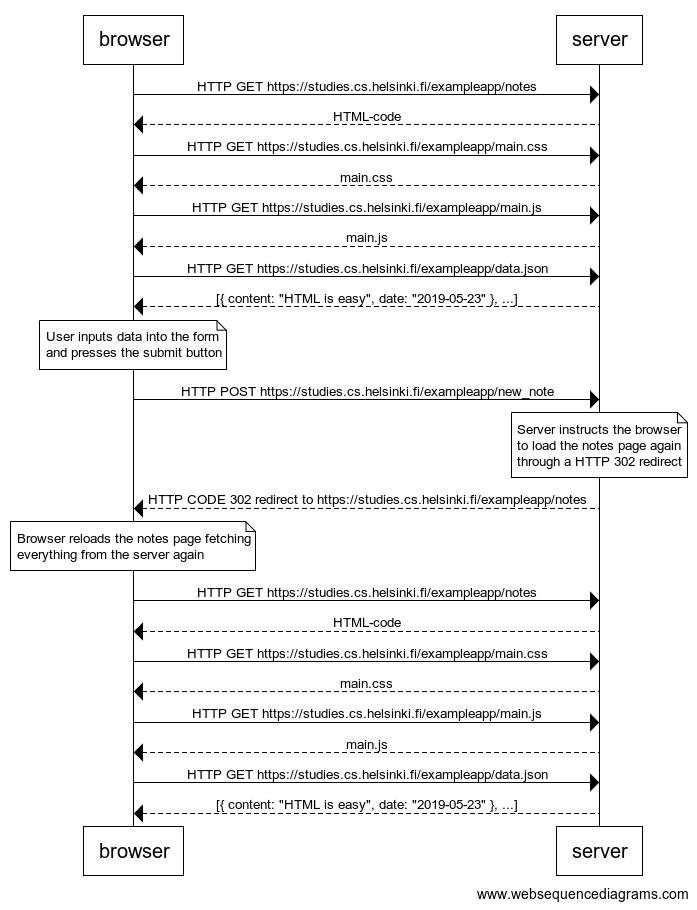 browser
server
HTTP GET https://studies.cs.helsinki.fi/exampleapp/notes
HTML-code
HTTP GET https://studies.cs.helsinki.fi/exampleapp/main.css
main.css
HTTP GET https://studies.cs.helsinki.fi/exampleapp/main.js
main.js
HTTP GET https://studies.cs.helsinki.fi/exampleapp/data.json
[{ content: "HTML is easy", date: "2019-05-23" }, ...]
User inputs data into the form
and presses the submit button
HTTP POST https://studies.cs.helsinki.fi/exampleapp/new_note
Server instructs the browser
to load the notes page again
through a HTTP 302 redirect
HTTP CODE 302 redirect to https://studies.cs.helsinki.fi/exampleapp/notes
Browser reloads the notes page fetching
everything from the server again
HTTP GET https://studies.cs.helsinki.fi/exampleapp/notes
HTML-code
HTTP GET https://studies.cs.helsinki.fi/exampleapp/main.css
main.css
HTTP GET https://studies.cs.helsinki.fi/exampleapp/main.js
main.js
HTTP GET https://studies.cs.helsinki.fi/exampleapp/data.json
[{ content: "HTML is easy", date: "2019-05-23" }, ...]
browser
server
www.websequencediagrams.com